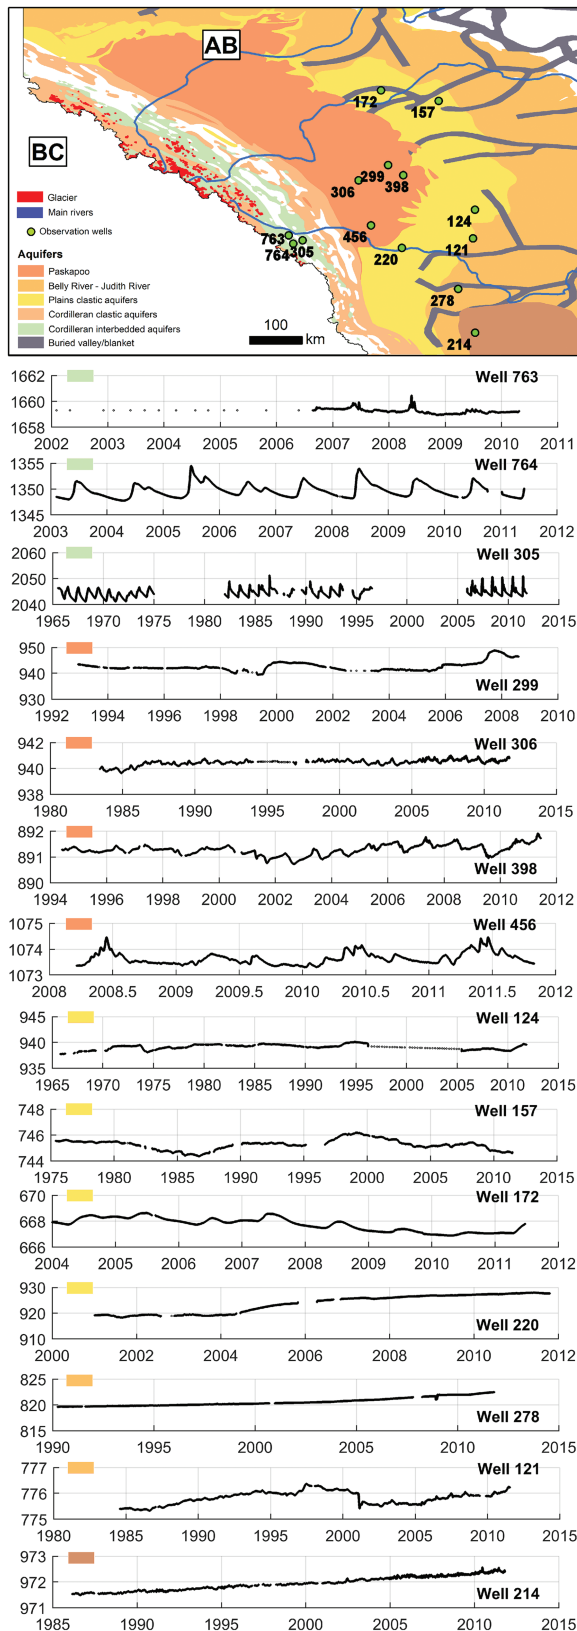 AB
BC
172
157
299
306
398
456
124
121
220
763
764
305
278
214
Glacier
Main rivers
Observation wells
Aquifers
Paskapoo
Belly River - Judith River
Plains clastic aquifers
Cordilleran clastic aquifers
Cordilleran interbedded aquifers
Buried valley/blanket
100
km
1662
Well 763
1660
1658
2002 2003 2004 2005 2006 2007 2008 2009 2010 2011
1355
Well 764
1350
1345
2003 2004 2005 2006 2007 2008 2009 2010 2011 2012
2060
Well 305
2050
2040
1965 1970 1975 1980 1985 1990 1995 2000 2005 2010 2015
950
940
Well 299
930
1992 1994 1996 1998 2000 2002 2004 2006 2008 2010
942
Well 306
940
938
1980 1985 1990 1995 2000 2005 2010 2015
892
891
Well 398
890
1994 1996 1998 2000 2002 2004 2006 2008 2010 2012
1075
Well 456
1074
1073
2008 2008.5 2009 2009.5 2010 2010.5 2011 2011.5 2012
945
Well 124
940
935
1965 1970 1975 1980 1985 1990 1995 2000 2005 2010 2015
748
Well 157
746
744
1975 1980 1985 1990 1995 2000 2005 2010 2015
670
Well 172
668
666
2004 2005 2006 2007 2008 2009 2010 2011 2012
930
920
Well 220
910
2000 2002 2004 2006 2008 2010 2012
825
820
Well 278
815
1990 1995 2000 2005 2010 2015
777
Well 121
776
775
1980 1985 1990 1995 2000 2005 2010 2015
973
972
Well 214
971
1985 1990 1995 2000 2005 2010 2015